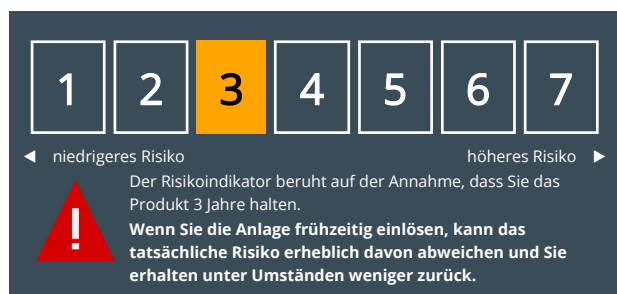 1 2 3 4 5 6 7
◀ niedrigeres Risiko höheres Risiko ▶
Der Risikoindikator beruht auf der Annahme, dass Sie das
Produkt 3 Jahre halten.
Wenn Sie die Anlage frühzeitig einlösen, kann das
tatsächliche Risiko erheblich davon abweichen und Sie
erhalten unter Umständen weniger zurück.
!